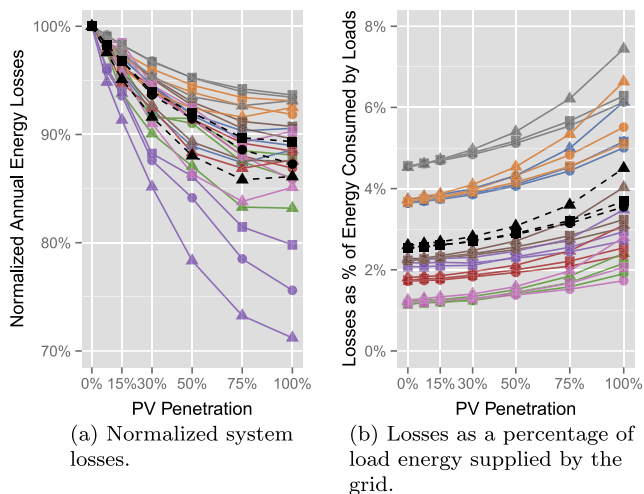 100%
90%
80%
70%
Normalized Annual Energy Losses
0% 15% 30% 50% 75% 100%
PV Penetration
(a) Normalized system
losses.
8%
6%
4%
2%
0%
Losses as % of Energy Consumed by Loads
0% 15% 30% 50% 75% 100%
PV Penetration
(b) Losses as a percentage of
load energy supplied by the
grid.